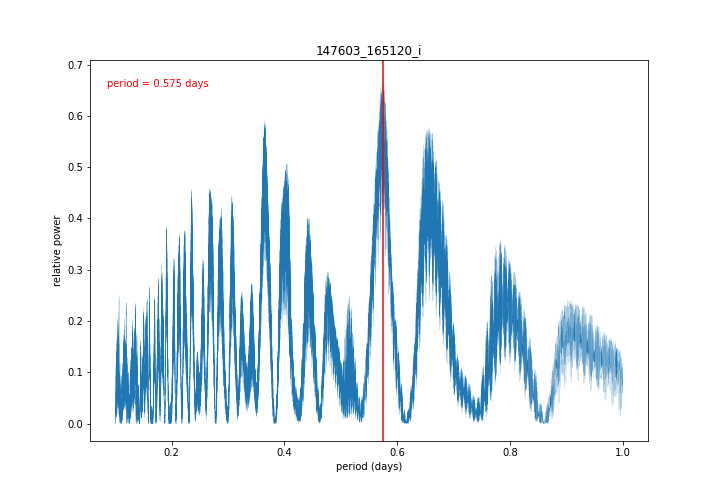 147603_165120_i
period = 0.575 days
relative power
0.7
0.6
0.5
0.4
0.3
0.2
0.1
0.0
0.2 0.4 0.6 0.8 1.0
period (days)